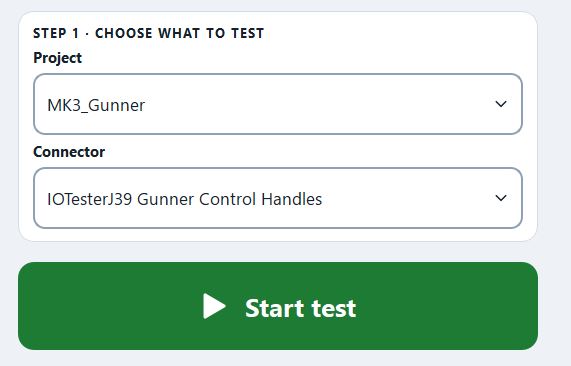 STEP 1 · CHOOSE WHAT TO TEST
Project
MK3_Gunner
Connector
IOTesterJ39 Gunner Control Handles
Start test